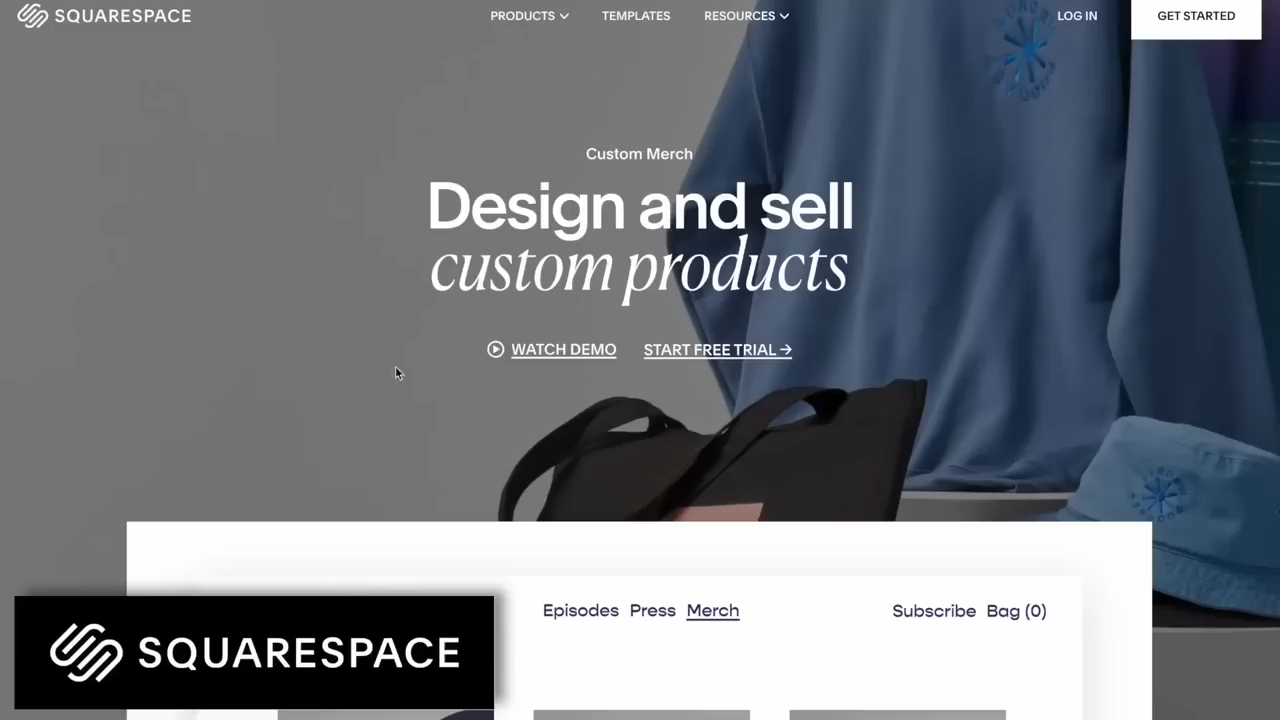 SQUARESPACE
PRODUCTS
TEMPLATES
RESOURCES
LOG IN
GET STARTED
Custom Merch
Design and sell
custom products
WATCH DEMO
START FREE TRIAL →
Episodes Press Merch
Subscribe Bag (0)
SQUARESPACE